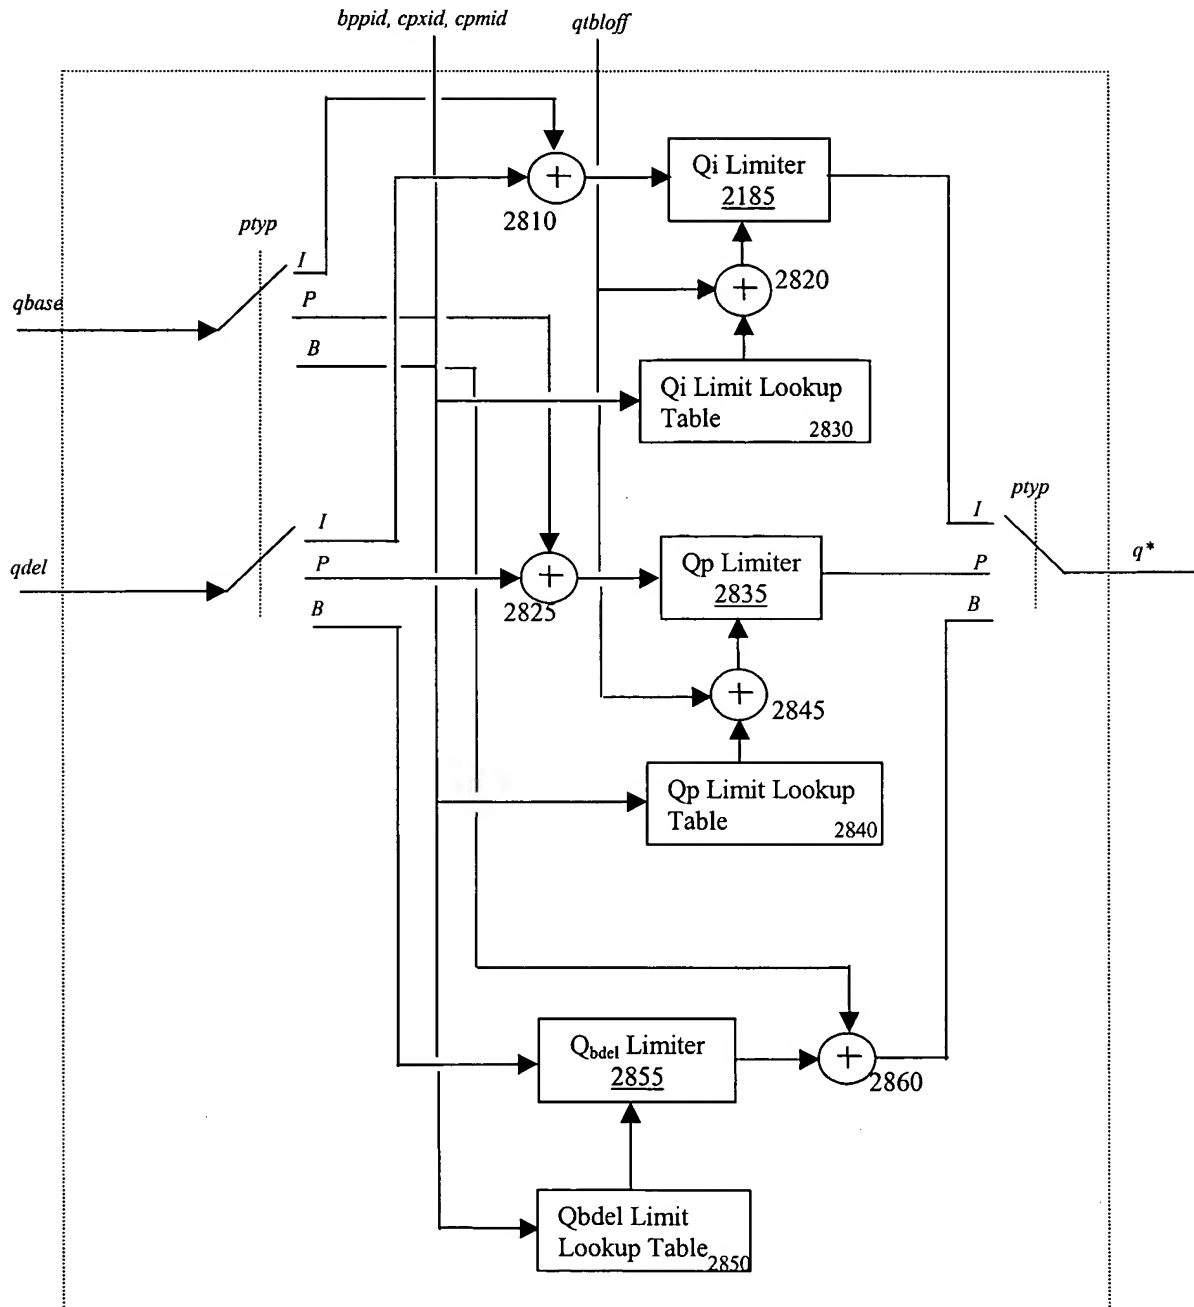 bppid, cpxid, cpmid
qtbloff
Qi Limiter
2185
+
2810
ptyp
I
qbase
P
B
+
2820
Qi Limit Lookup
Table
2830
ptyp
I
I
q*
qdel
P
+
2825
Qp Limiter
2835
P
B
B
+
2845
Qp Limit Lookup
Table
2840
Qbdel Limiter
2855
+
2860
Qbdel Limit
Lookup Table
2850